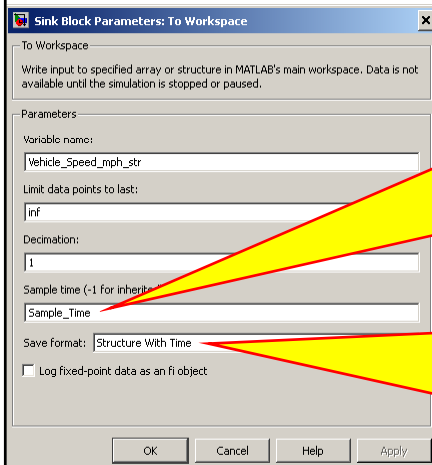 Sink Block Parameters: To Workspace
To Workspace
Write input to specified array or structure in MATLAB's main workspace. Data is not
available until the simulation is stopped or paused.
Parameters
Variable name:
Vehicle_Speed_mph_str
Limit data points to last:
inf
Decimation:
1
Sample time (-1 for inherited
Sample_Time
Save format: Structure With Time
Log fixed-point data as an fi object
OK Cancel Help Apply